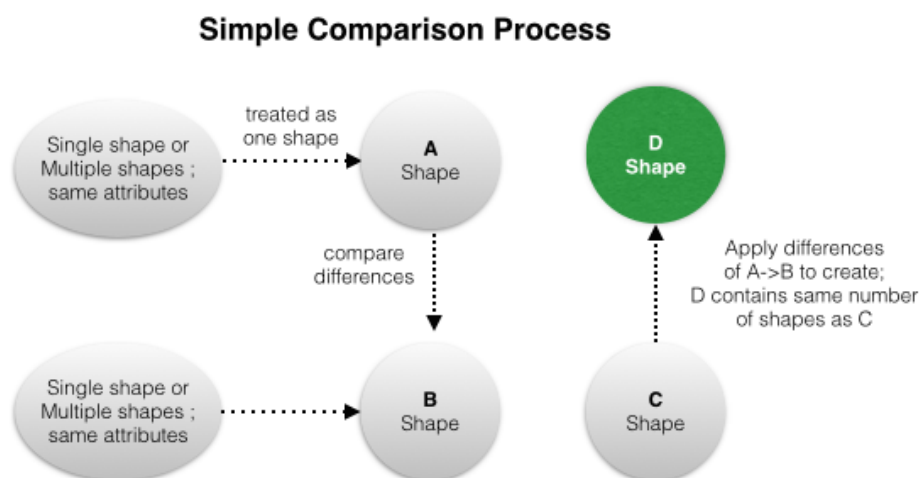 Simple Comparison Process
Single shape or
Multiple shapes ;
same attributes
treated as
one shape
A
Shape
D
Shape
compare
differences
Apply differences
of A->B to create;
D contains same number
of shapes as C
Single shape or
Multiple shapes ;
same attributes
B
Shape
C
Shape